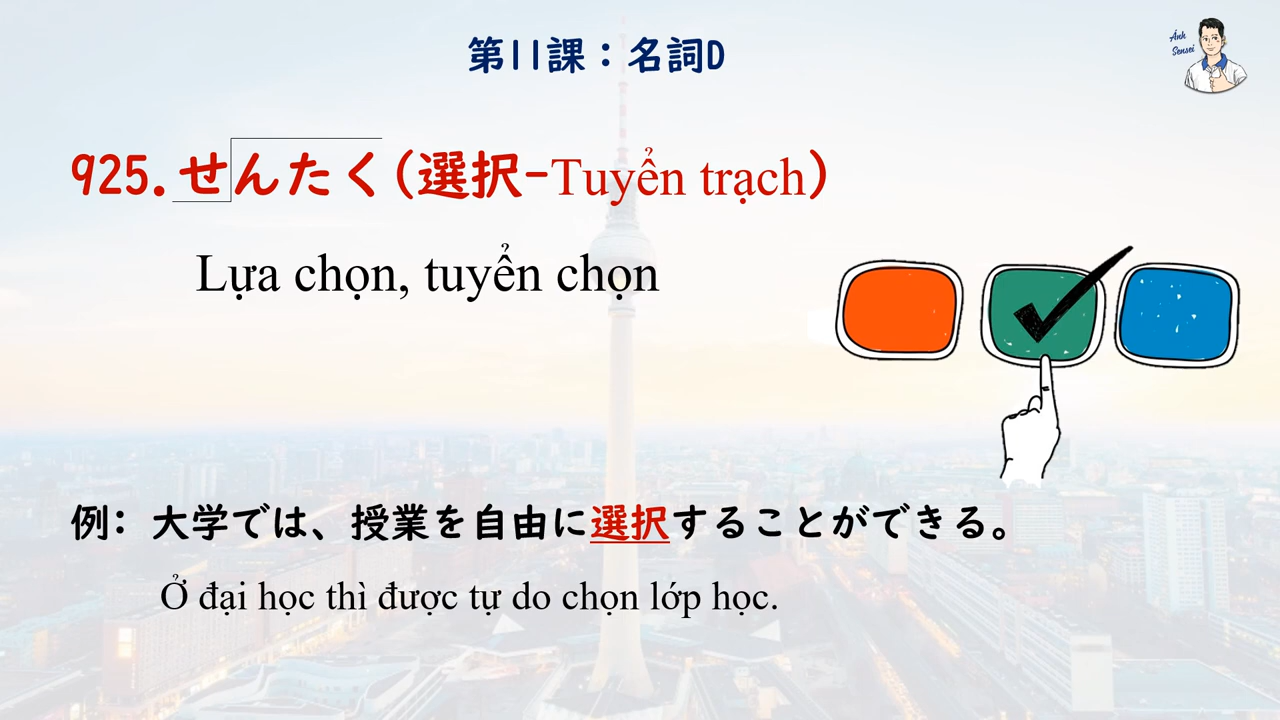 第11課：名詞D
Anh
Sensei
925.せんたく(選択-Tuyển trạch)
Lựa chọn, tuyển chọn
例: 大学では、授業を自由に選択することができる。
Ở đại học thì được tự do chọn lớp học.